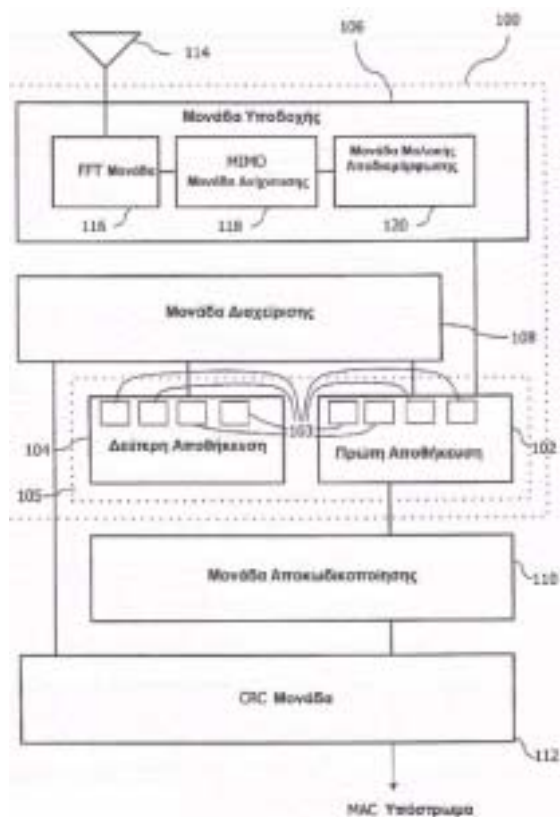 114
106
100
Μονάδα Υποδοχής
FFT Μονάδα
MIMO
Μονάδα Ανίχνευσης
Μονάδα Μαλακής
Αποδιαμόρφωσης
116
118
120
Μονάδα Διαχείρισης
108
103
104
Δεύτερη Αποθήκευση
Πρώτη Αποθήκευση
102
105
Μονάδα Αποκωδικοποίησης
110
CRC Μονάδα
112
MAC Υπόστρωμα